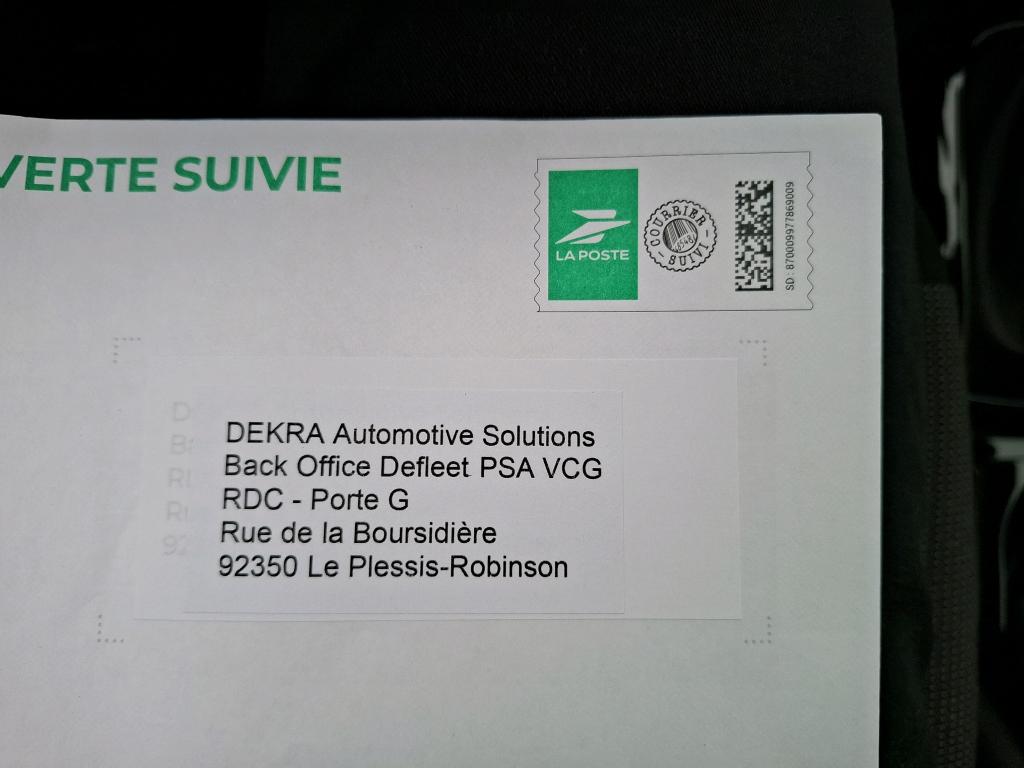 VERTE SUIVIE
LA POSTE
COURRIER
SUIVI
SD : 870009977869009
DEKRA Automotive Solutions
Back Office Defleet PSA VCG
RDC - Porte G
Rue de la Boursidière
92350 Le Plessis-Robinson